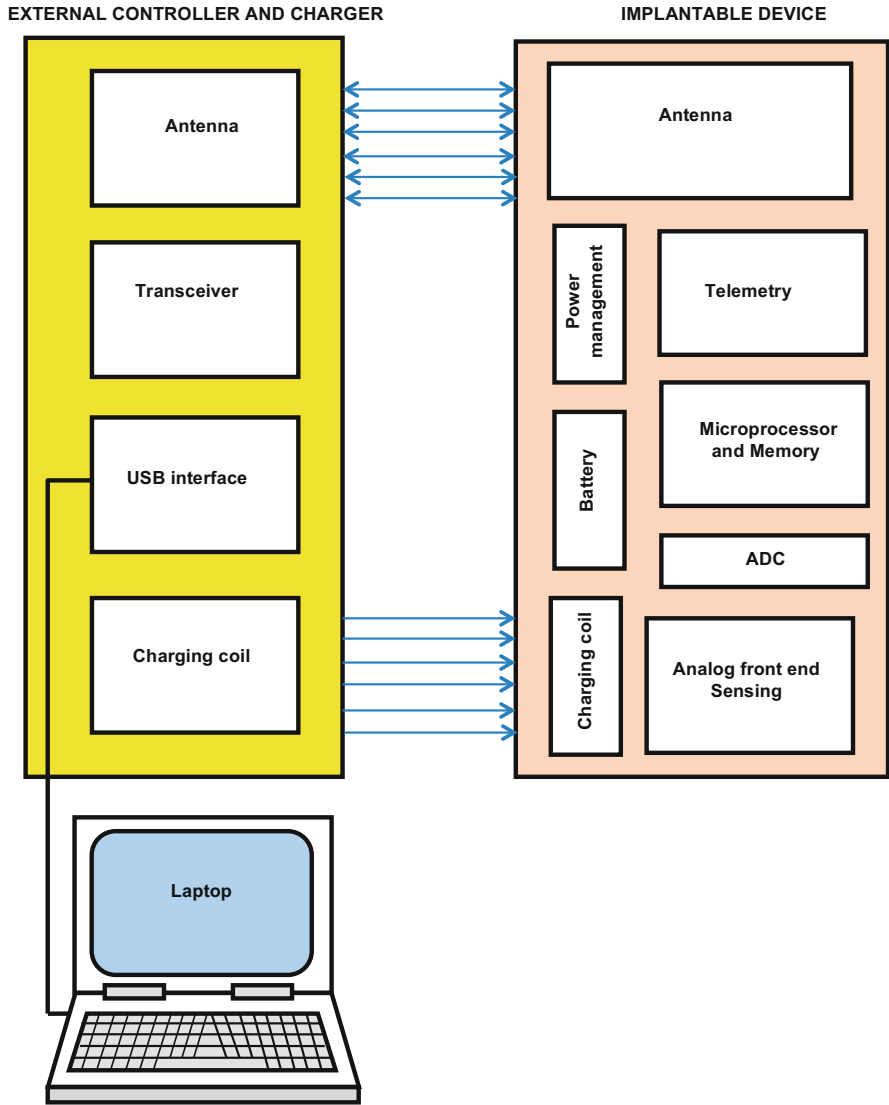 EXTERNAL CONTROLLER AND CHARGER
IMPLANTABLE DEVICE
Antenna
Transceiver
USB interface
Charging coil
Antenna
Power
management
Telemetry
Battery
Microprocessor
and Memory
ADC
Charging coil
Analog front end
Sensing
Laptop